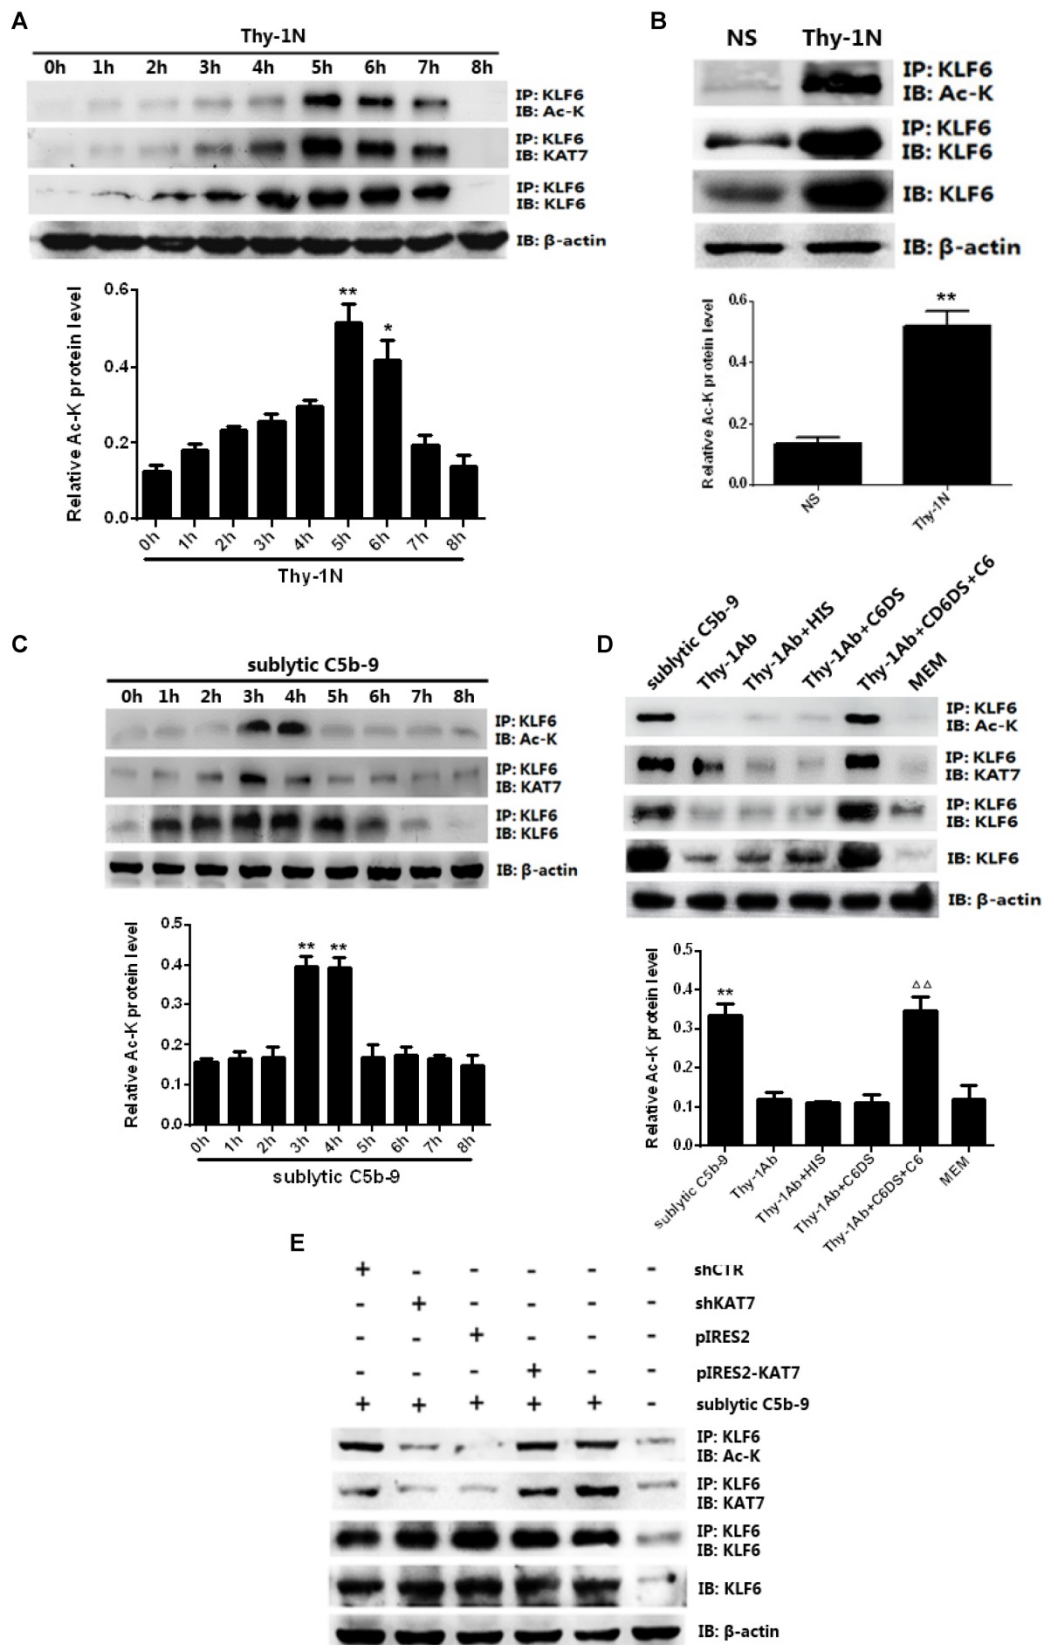 A
Thy-1N
0h 1h 2h 3h 4h 5h 6h 7h 8h
IP: KLF6
IB: Ac-K
IP: KLF6
IB: KAT7
IP: KLF6
IB: KLF6
IB: β-actin
Relative Ac-K protein level
0.6
0.4
0.2
0.0
**
*
0h 1h 2h 3h 4h 5h 6h 7h 8h
Thy-1N
B
NS Thy-1N
IP: KLF6
IB: Ac-K
IP: KLF6
IB: KLF6
IB: KLF6
IB: β-actin
Relative Ac-K protein level
0.6
0.4
0.2
0.0
**
NS Thy-1N
C
sublytic C5b-9
0h 1h 2h 3h 4h 5h 6h 7h 8h
IP: KLF6
IB: Ac-K
IP: KLF6
IB: KAT7
IP: KLF6
IB: KLF6
IB: β-actin
Relative Ac-K protein level
0.5
0.4
0.3
0.2
0.1
0.0
** **
0h 1h 2h 3h 4h 5h 6h 7h 8h
sublytic C5b-9
D
sublytic C5b-9 Thy-1Ab Thy-1Ab+HIS Thy-1Ab+C6DS Thy-1Ab+CD6DS+C6 MEM
IP: KLF6
IB: Ac-K
IP: KLF6
IB: KAT7
IP: KLF6
IB: KLF6
IB: KLF6
IB: β-actin
Relative Ac-K protein level
0.5
0.4
0.3
0.2
0.1
0.0
** △△
sublytic C5b-9 Thy-1Ab Thy-1Ab+HIS Thy-1Ab+C6DS Thy-1Ab+C6DS+C6 MEM
E
+ - - - - - shCTR
- + - - - - shKAT7
- - + - - - pIRES2
- - - + - - pIRES2-KAT7
+ + + + + - sublytic C5b-9
IP: KLF6
IB: Ac-K
IP: KLF6
IB: KAT7
IP: KLF6
IB: KLF6
IB: KLF6
IB: β-actin